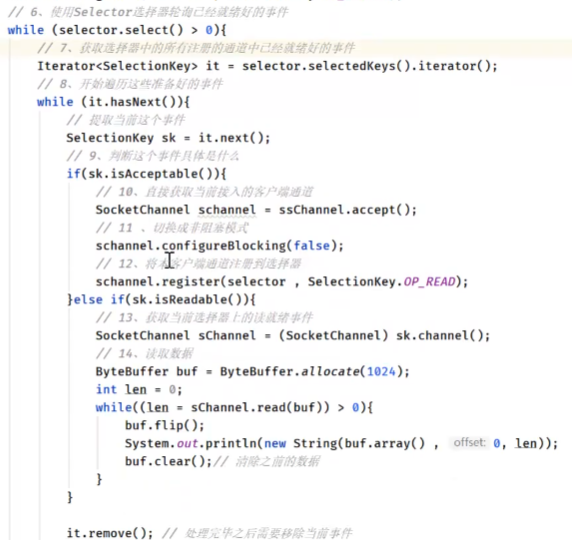 // 6、使用Selector选择器轮询已经就绪好的事件
while (selector.select() > 0){
// 7、获取选择器中的所有注册的通道中已经就绪好的事件
Iterator<SelectionKey> it = selector.selectedKeys().iterator();
// 8、开始遍历这些准备好的事件
while (it.hasNext()){
// 提取当前这个事件
SelectionKey sk = it.next();
// 9、判断这个事件具体是什么
if(sk.isAcceptable()){
// 10、直接获取当前接入的客户端通道
SocketChannel schannel = ssChannel.accept();
// 11 、切换成非阻塞模式
schannel.configureBlocking(false);
// 12、将本客户端通道注册到选择器
schannel.register(selector , SelectionKey.OP_READ);
}else if(sk.isReadable()){
// 13、获取当前选择器上的读就绪事件
SocketChannel sChannel = (SocketChannel) sk.channel();
// 14、读取数据
ByteBuffer buf = ByteBuffer.allocate(1024);
int len = 0;
while((len = sChannel.read(buf)) > 0){
buf.flip();
System.out.println(new String(buf.array() , offset: 0, len));
buf.clear();// 清除之前的数据
}
}
it.remove(); // 处理完毕之后需要移除当前事件